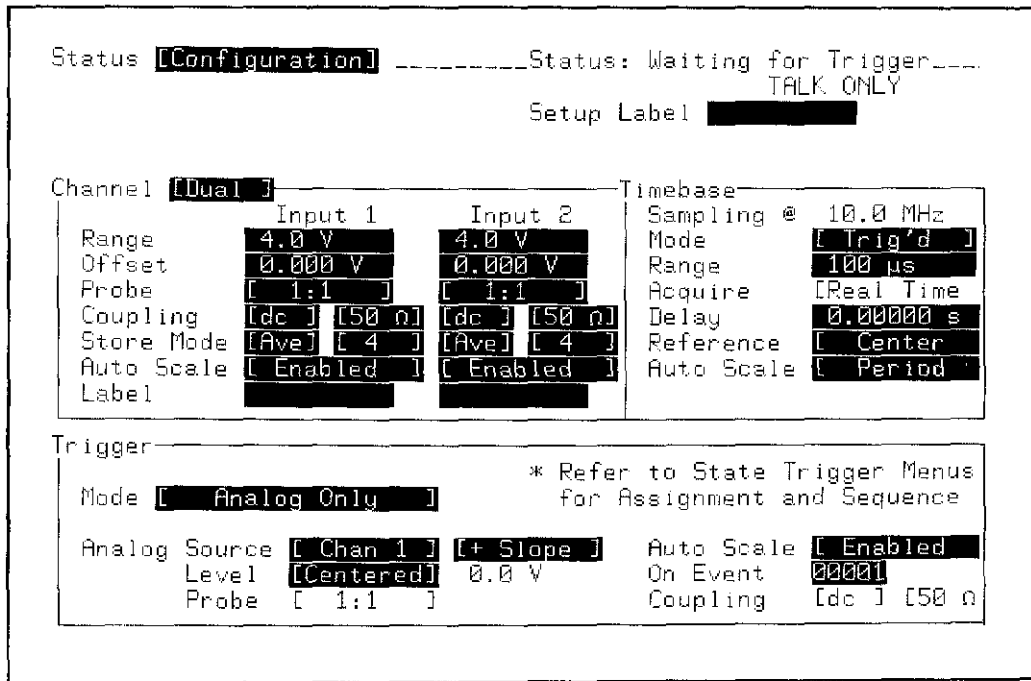 Status [Configuration] _________Status: Waiting for Trigger____
TALK ONLY
Setup Label
Channel [Dual ]
Input 1 Input 2
Range 4.0 V 4.0 V
Offset 0.000 V 0.000 V
Probe [ 1:1 ] [ 1:1 ]
Coupling [dc ] [50 Ω] [dc ] [50 Ω]
Store Mode [Ave] [ 4 ] [Ave] [ 4 ]
Auto Scale [ Enabled ] [ Enabled ]
Label
Timebase
Sampling @ 10.0 MHz
Mode [ Trig'd ]
Range 100 µs
Acquire [Real Time
Delay 0.00000 s
Reference [ Center
Auto Scale [ Period
Trigger
* Refer to State Trigger Menus
for Assignment and Sequence
Mode [ Analog Only ]
Analog Source [ Chan 1 ] [+ Slope ]
Level [Centered] 0.0 V
Probe [ 1:1 ]
Auto Scale [ Enabled
On Event 00001
Coupling [dc ] [50 Ω